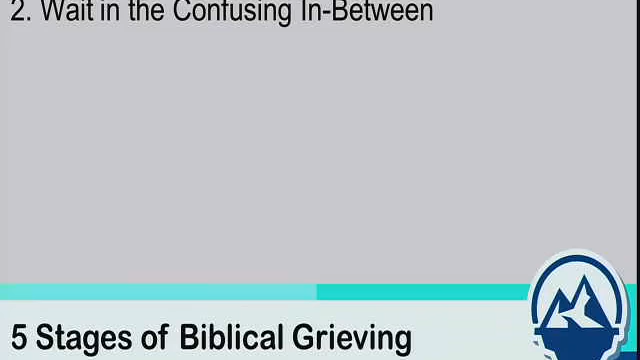 2. Wait in the Confusing In-Between
5 Stages of Biblical Grieving